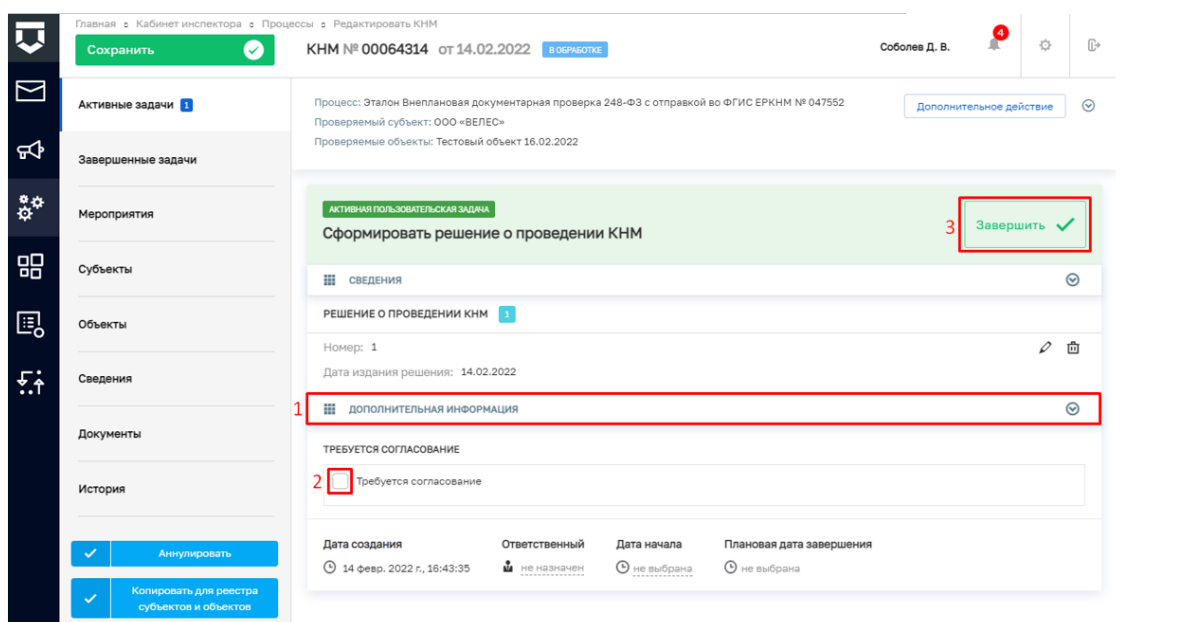 Главная Кабинет инспектора Процессы Редактировать КНМ
Сохранить
КНМ № 00064314 от 14.02.2022 В ОБРАБОТКЕ
Соболев Д. В.
4
Активные задачи 1
Завершенные задачи
Мероприятия
Субъекты
Объекты
Сведения
Документы
История
Аннулировать
Копировать для реестра
субъектов и объектов
Процесс: Эталон Внеплановая документарная проверка 248-ФЗ с отправкой во ФГИС ЕРКНМ № 047552
Проверяемый субъект: ООО «ВЕЛЕС»
Проверяемые объекты: Тестовый объект 16.02.2022
Дополнительное действие
АКТИВНАЯ ПОЛЬЗОВАТЕЛЬСКАЯ ЗАДАЧА
Сформировать решение о проведении КНМ
3 Завершить
СВЕДЕНИЯ
РЕШЕНИЕ О ПРОВЕДЕНИИ КНМ 1
Номер: 1
Дата издания решения: 14.02.2022
1 ДОПОЛНИТЕЛЬНАЯ ИНФОРМАЦИЯ
ТРЕБУЕТСЯ СОГЛАСОВАНИЕ
2 Требуется согласование
Дата создания Ответственный Дата начала Плановая дата завершения
14 февр. 2022 г., 16:43:35 не назначен не выбрана не выбрана